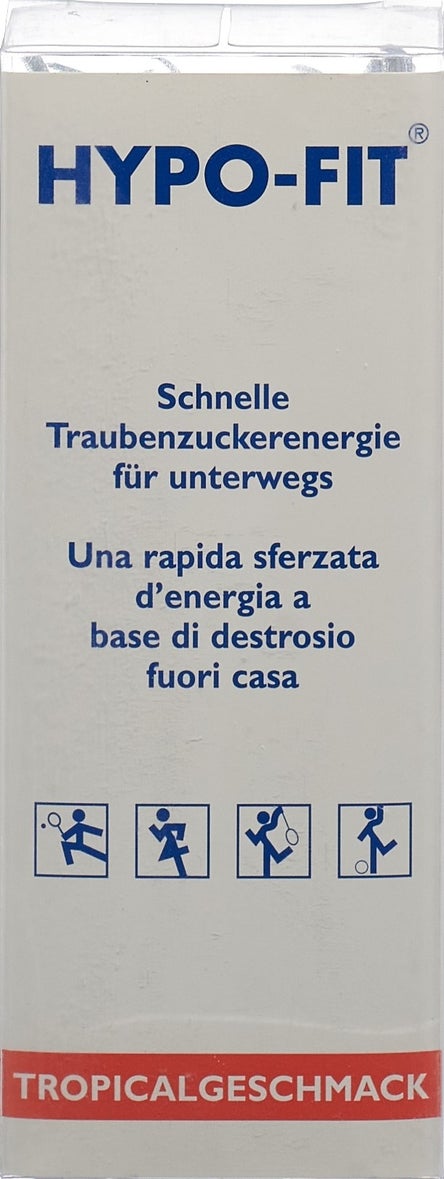 HYPO-FIT®
Schnelle
Traubenzuckerenergie
für unterwegs
Una rapida sferzata
d'energia a
base di destrosio
fuori casa
TROPICALGESCHMACK